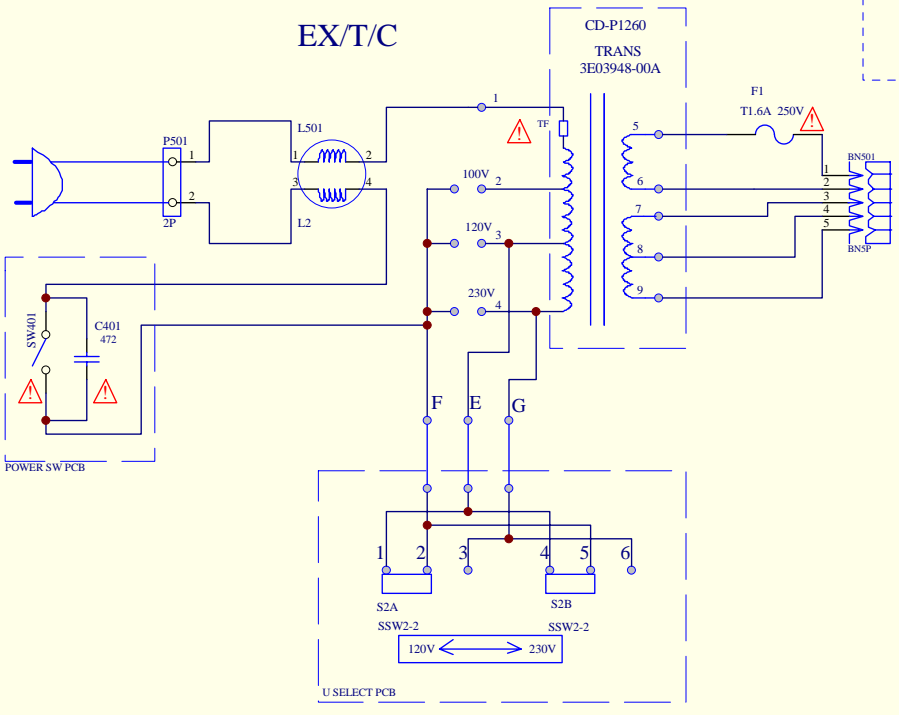 EX/T/C
CD-P1260
TRANS
3E03948-00A
F1
T1.6A 250V
TF
1
P501
1
2
2P
L501
1
2
3
4
L2
100V
2
120V
3
230V
4
5
6
7
8
9
BN501
1
2
3
4
5
BN5P
SW401
C401
472
POWER SW PCB
F
E
G
1
2
3
4
5
6
S2A
S2B
SSW2-2
SSW2-2
120V
230V
U SELECT PCB